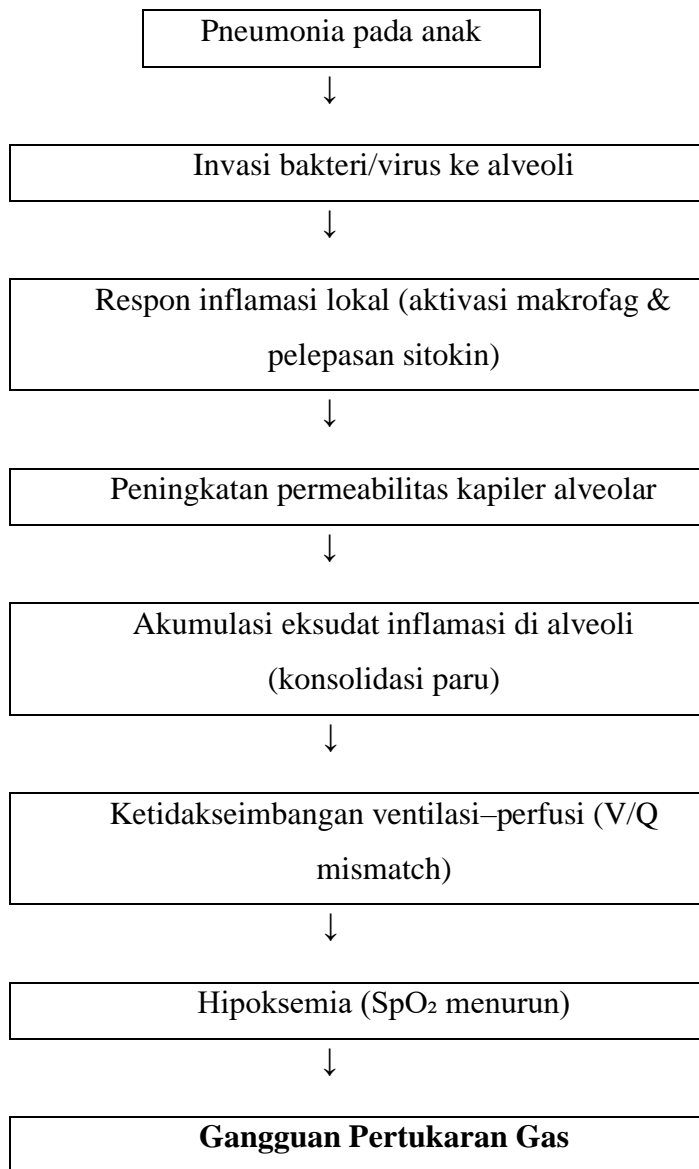 Pneumonia pada anak
↓
Invasi bakteri/virus ke alveoli
↓
Respon inflamasi lokal (aktivasi makrofag &
pelepasan sitokin)
↓
Peningkatan permeabilitas kapiler alveolar
↓
Akumulasi eksudat inflamasi di alveoli
(konsolidasi paru)
↓
Ketidakseimbangan ventilasi–perfusi (V/Q
mismatch)
↓
Hipoksemia (SpO₂ menurun)
↓
Gangguan Pertukaran Gas